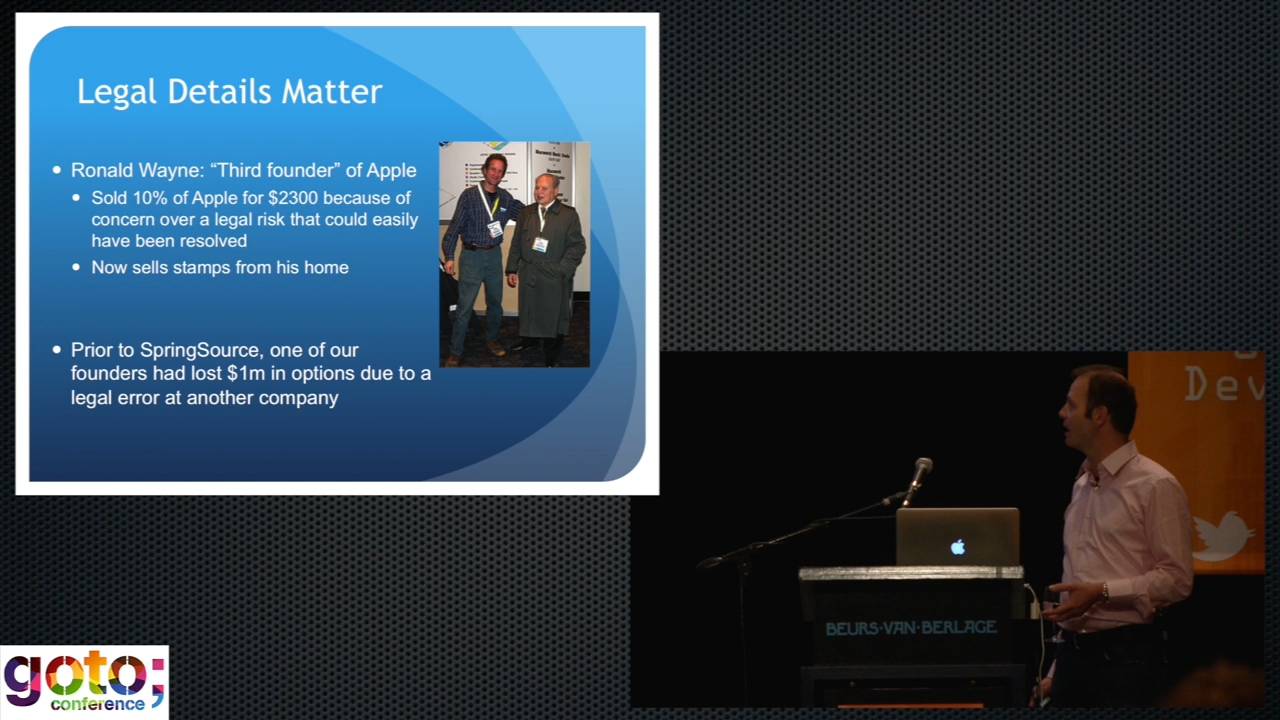 Legal Details Matter
• Ronald Wayne: “Third founder” of Apple
• Sold 10% of Apple for $2300 because of
concern over a legal risk that could easily
have been resolved
• Now sells stamps from his home
• Prior to SpringSource, one of our
founders had lost $1m in options due to a
legal error at another company
Dev
BEURS·VAN·BERLAGE
goto;
conference